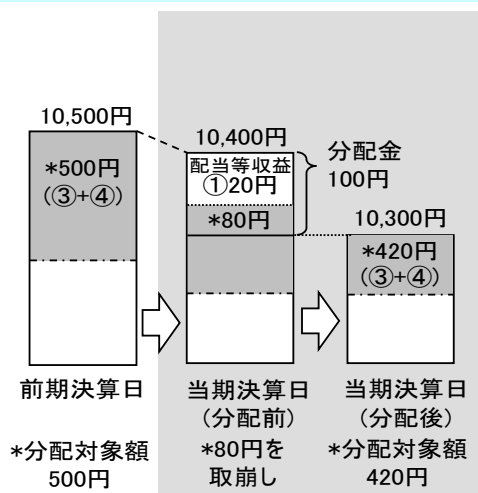 10,500円
*500円
(③+④)
前期決算日
*分配対象額
500円
10,400円
配当等収益
①20円
*80円
分配金
100円
当期決算日
(分配前)
*80円を
取崩し
10,300円
*420円
(③+④)
当期決算日
(分配後)
*分配対象額
420円